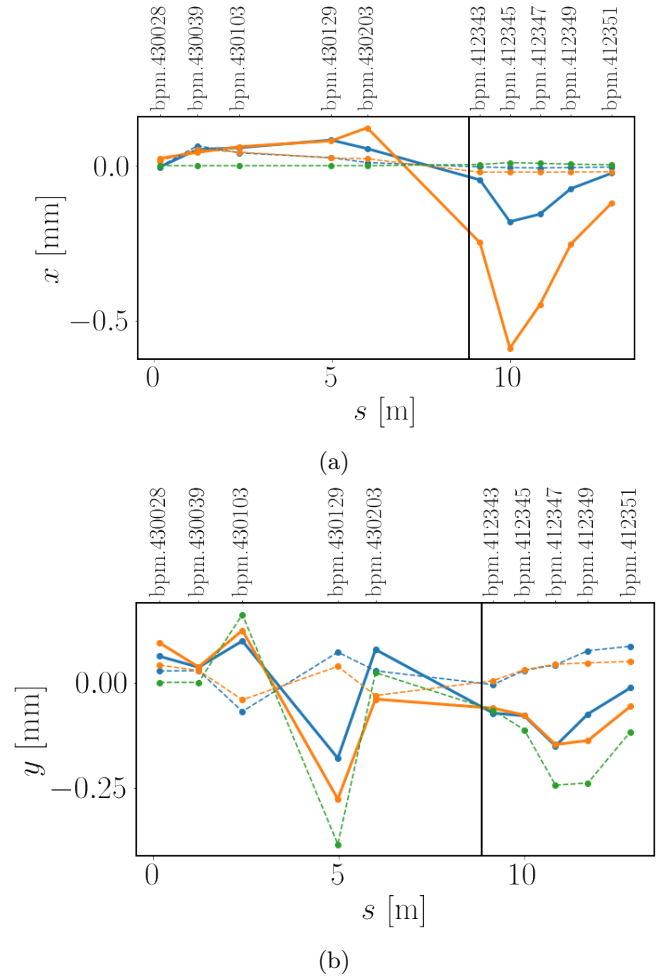 bpm.430028
bpm.430039
bpm.430103
bpm.430129
bpm.430203
bpm.412343
bpm.412345
bpm.412347
bpm.412349
bpm.412351
0.0
−0.5
x [mm]
0 5 10
s [m]
(a)
bpm.430028
bpm.430039
bpm.430103
bpm.430129
bpm.430203
bpm.412343
bpm.412345
bpm.412347
bpm.412349
bpm.412351
0.00
−0.25
y [mm]
0 5 10
s [m]
(b)